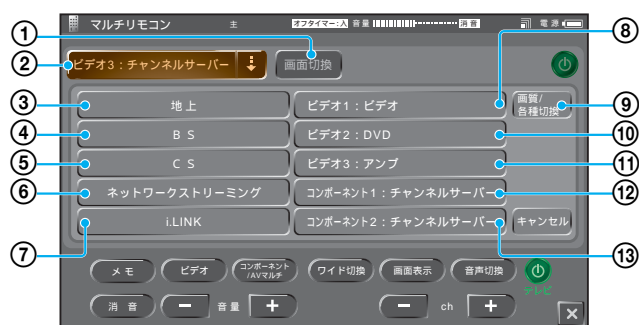 マルチリモコン
主
オフタイマー:入 音量 消音
電源
① ② ビデオ3：チャンネルサーバー
画面切換
⑧
③ 地上
ビデオ1：ビデオ
画質/
各種切換
⑨
④ BS
ビデオ2：DVD
⑩
⑤ CS
ビデオ3：アンプ
⑪
⑥ ネットワークストリーミング
コンポーネント1：チャンネルサーバー
⑫
⑦ i.LINK
コンポーネント2：チャンネルサーバー
⑬
キャンセル
メモ
ビデオ
コンポーネント
/AVマルチ
ワイド切換
画面表示
音声切換
テレビ
消音
− 音量 +
− ch +